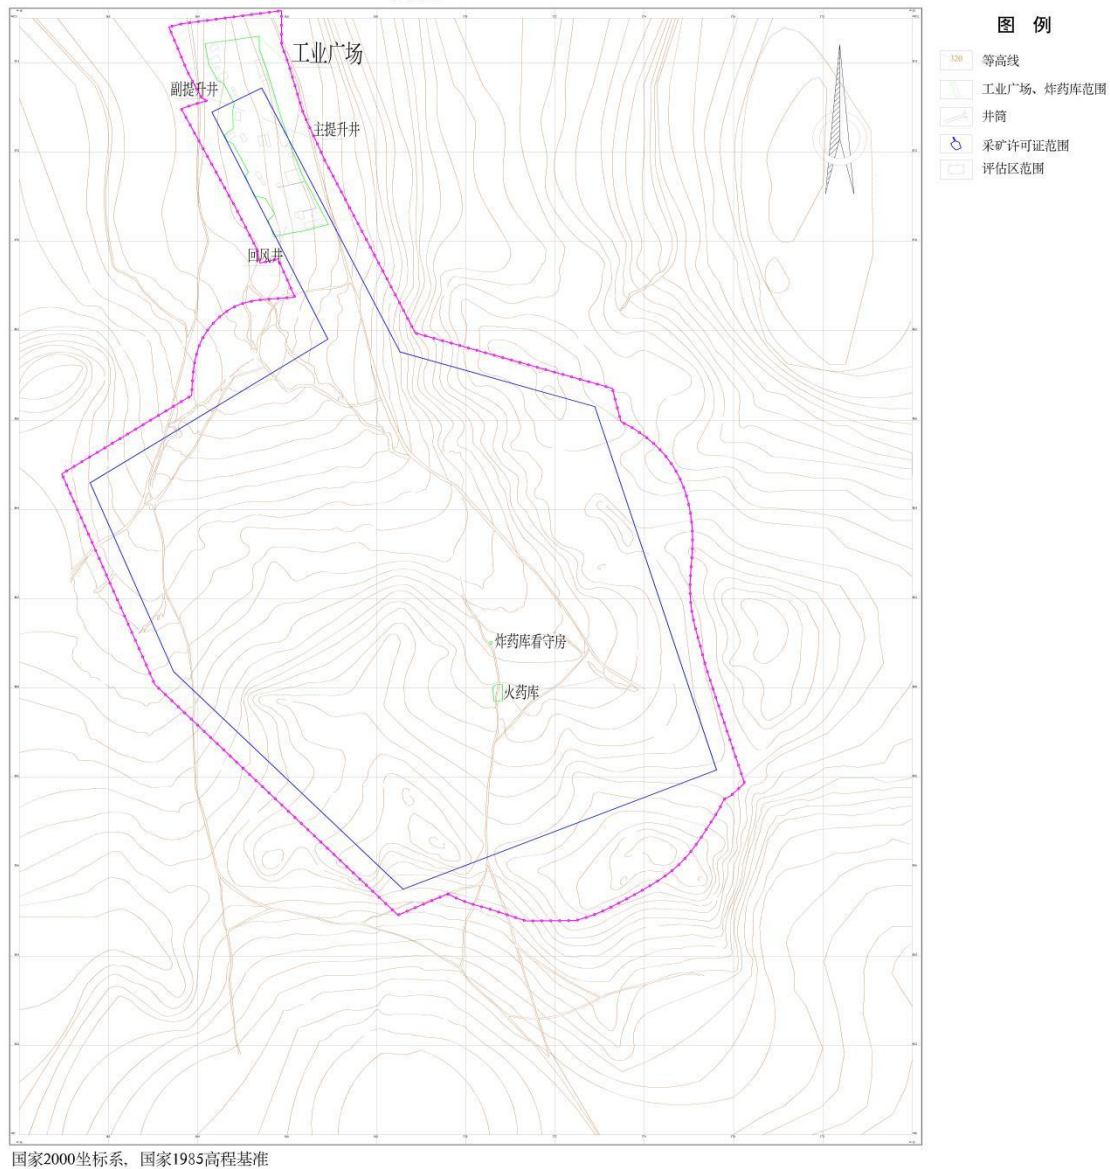 工业广场
副提升井
主提升井
回风井
炸药库看守房
火药库
图 例
320 等高线
工业广场、炸药库范围
井筒
采矿许可证范围
评估区范围
国家2000坐标系，国家1985高程基准